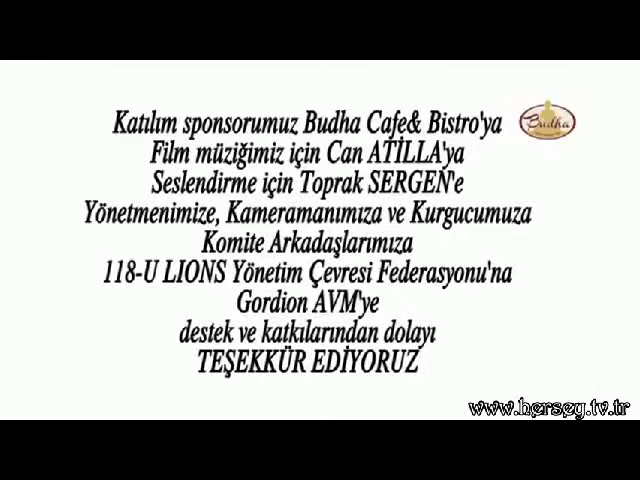 Katılım sponsorumuz Budha Cafe& Bistro'ya
Budha
Film müziğimiz için Can ATİLLA'ya
Seslendirme için Toprak SERGEN'e
Yönetmenimize, Kameramanımıza ve Kurgucumuza
Komite Arkadaşlarımıza
118-U LIONS Yönetim Çevresi Federasyonu'na
Gordion AVM'ye
destek ve katkılarından dolayı
TEŞEKKÜR EDİYORUZ
www.hersey.tv.tr